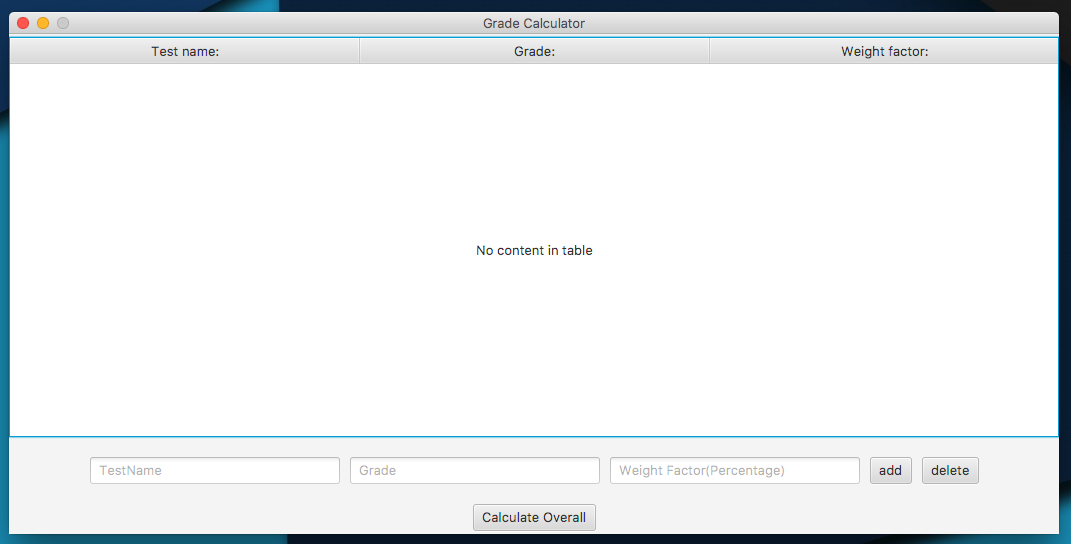 Grade Calculator
Test name: Grade: Weight factor:
No content in table
TestName Grade Weight Factor(Percentage) add delete
Calculate Overall